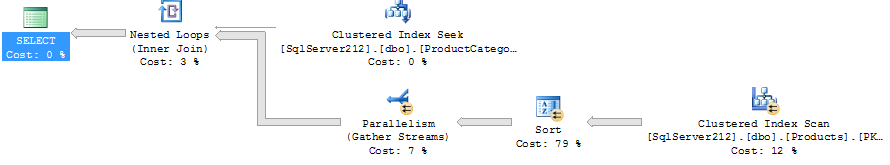 SELECT
Cost: 0 %
Nested Loops
(Inner Join)
Cost: 3 %
Clustered Index Seek
[SqlServer212].[dbo].[ProductCatego…
Cost: 0 %
Parallelism
(Gather Streams)
Cost: 7 %
Sort
Cost: 79 %
Clustered Index Scan
[SqlServer212].[dbo].[Products].[PK…
Cost: 12 %